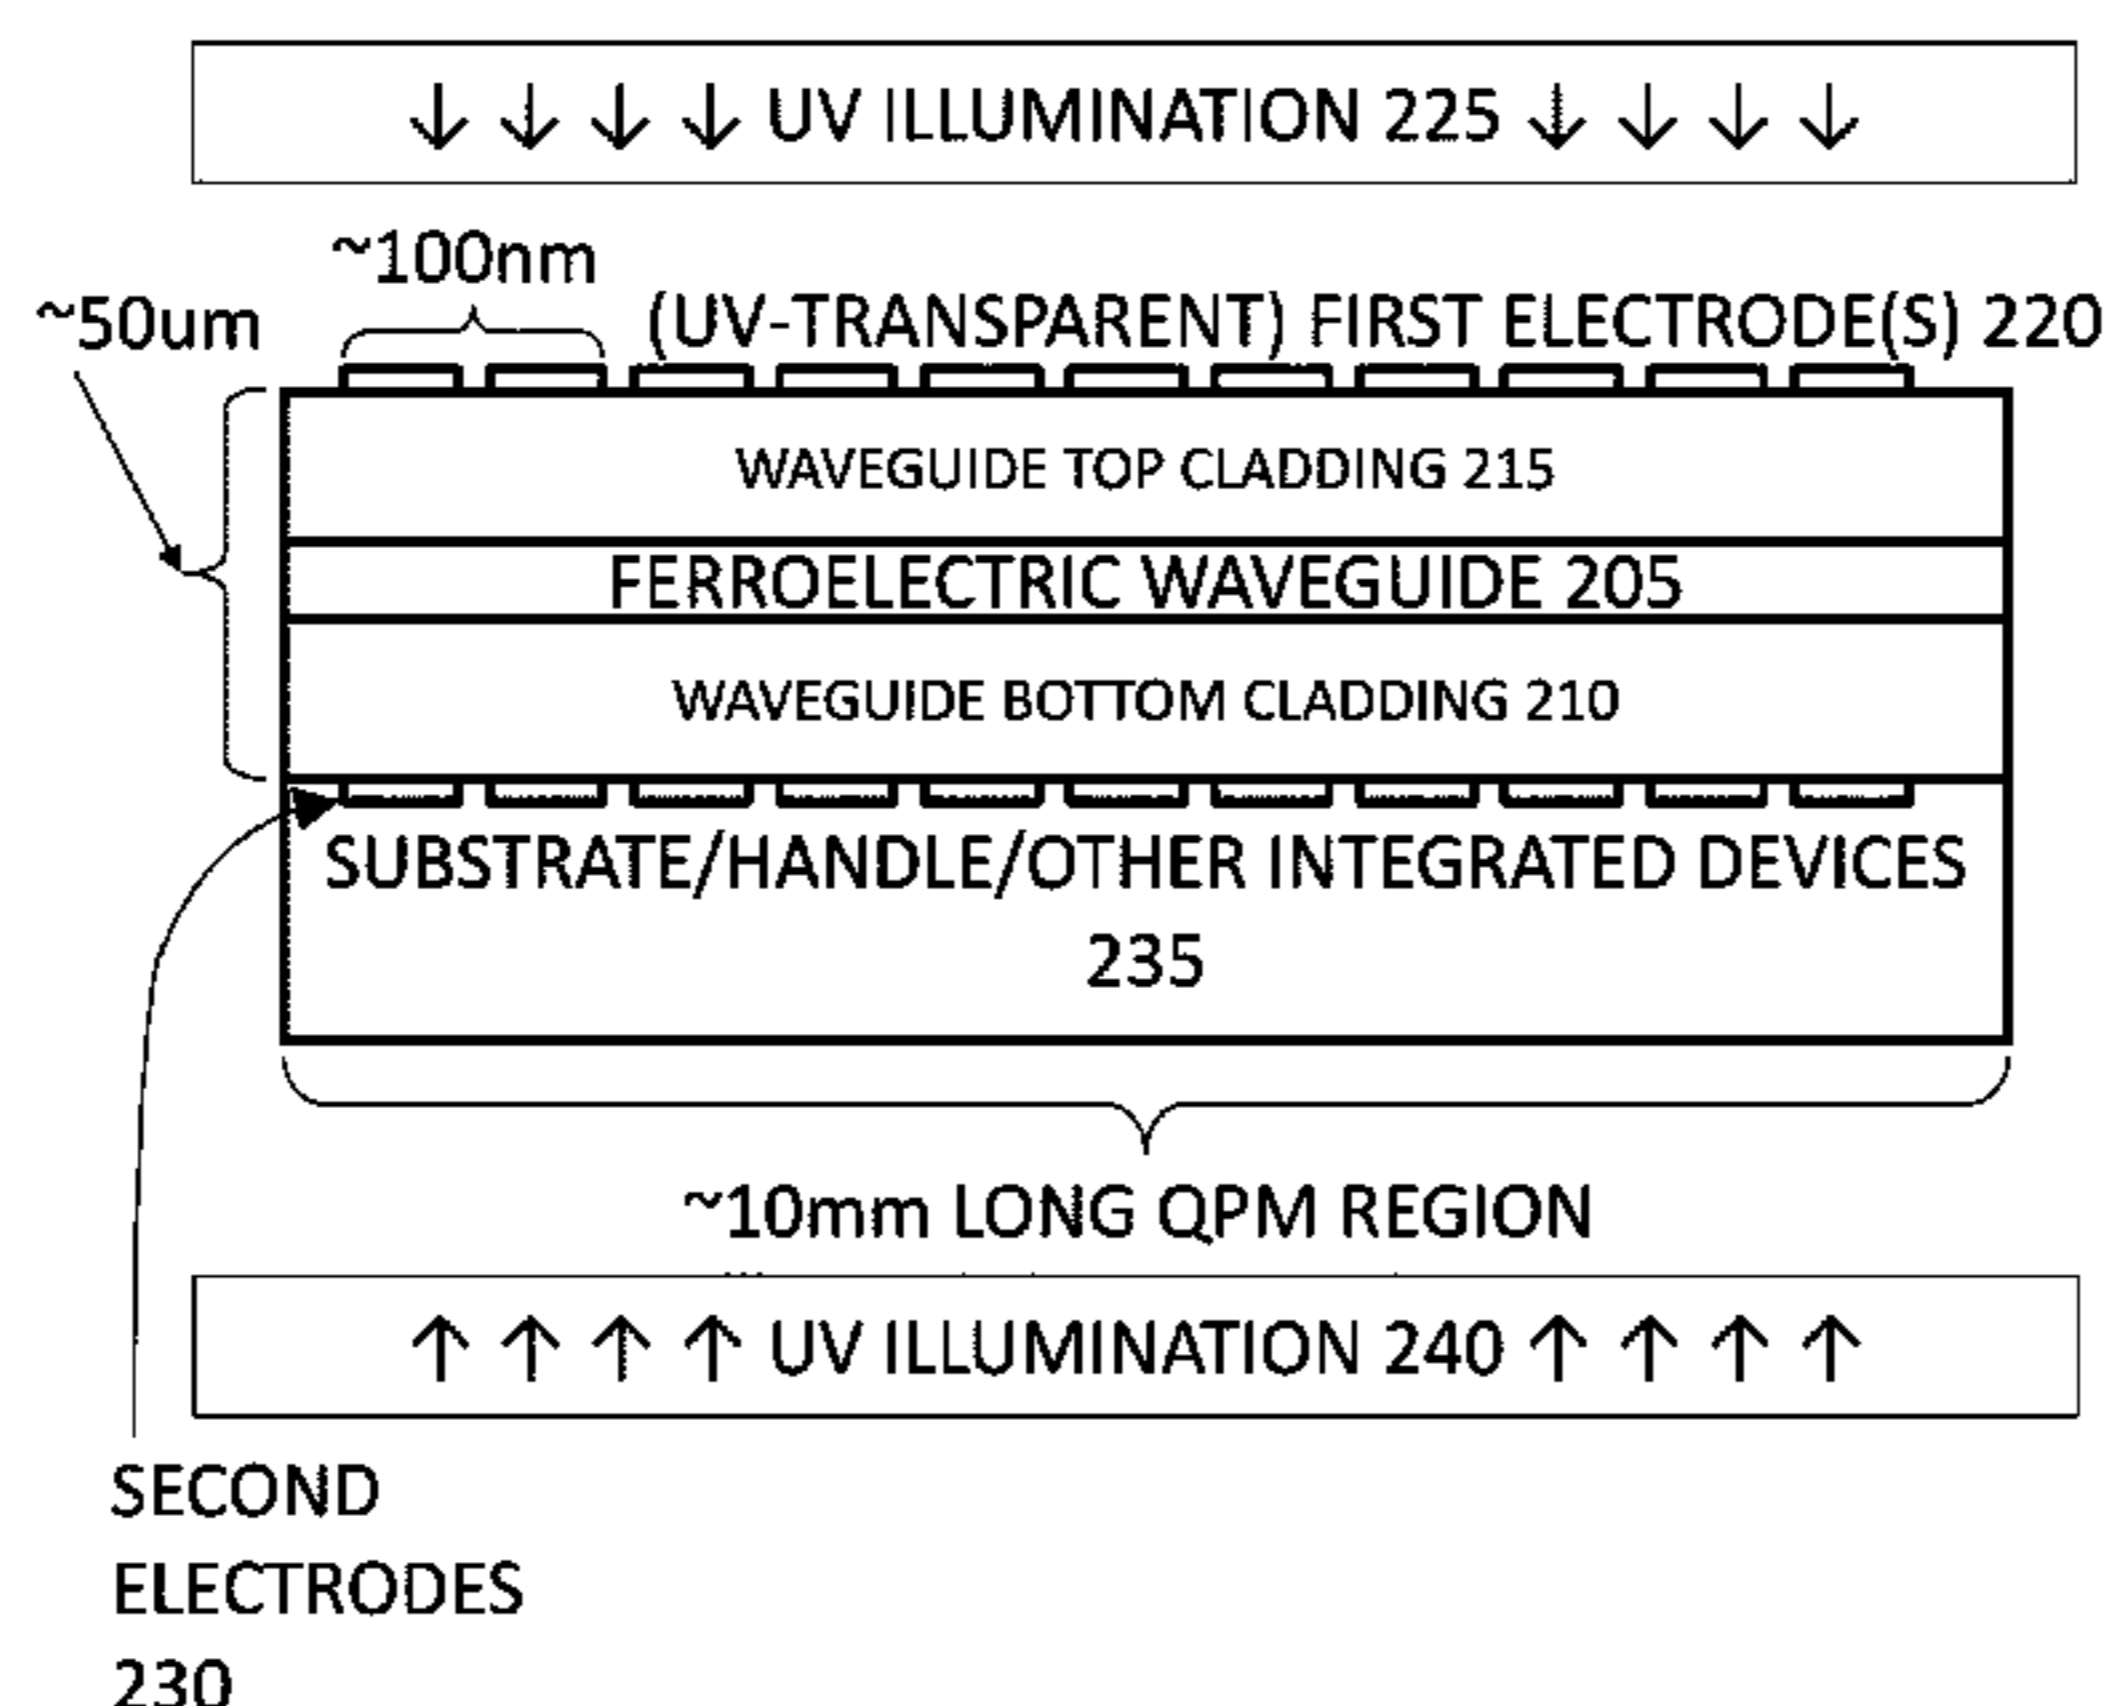 ↓ ↓ ↓ ↓ UV ILLUMINATION 225 ↓ ↓ ↓ ↓
~100nm
~50um
(UV-TRANSPARENT) FIRST ELECTRODE(S) 220
WAVEGUIDE TOP CLADDING 215
FERROELECTRIC WAVEGUIDE 205
WAVEGUIDE BOTTOM CLADDING 210
SUBSTRATE/HANDLE/OTHER INTEGRATED DEVICES
235
~10mm LONG QPM REGION
↑ ↑ ↑ ↑ UV ILLUMINATION 240 ↑ ↑ ↑ ↑
SECOND
ELECTRODES
230